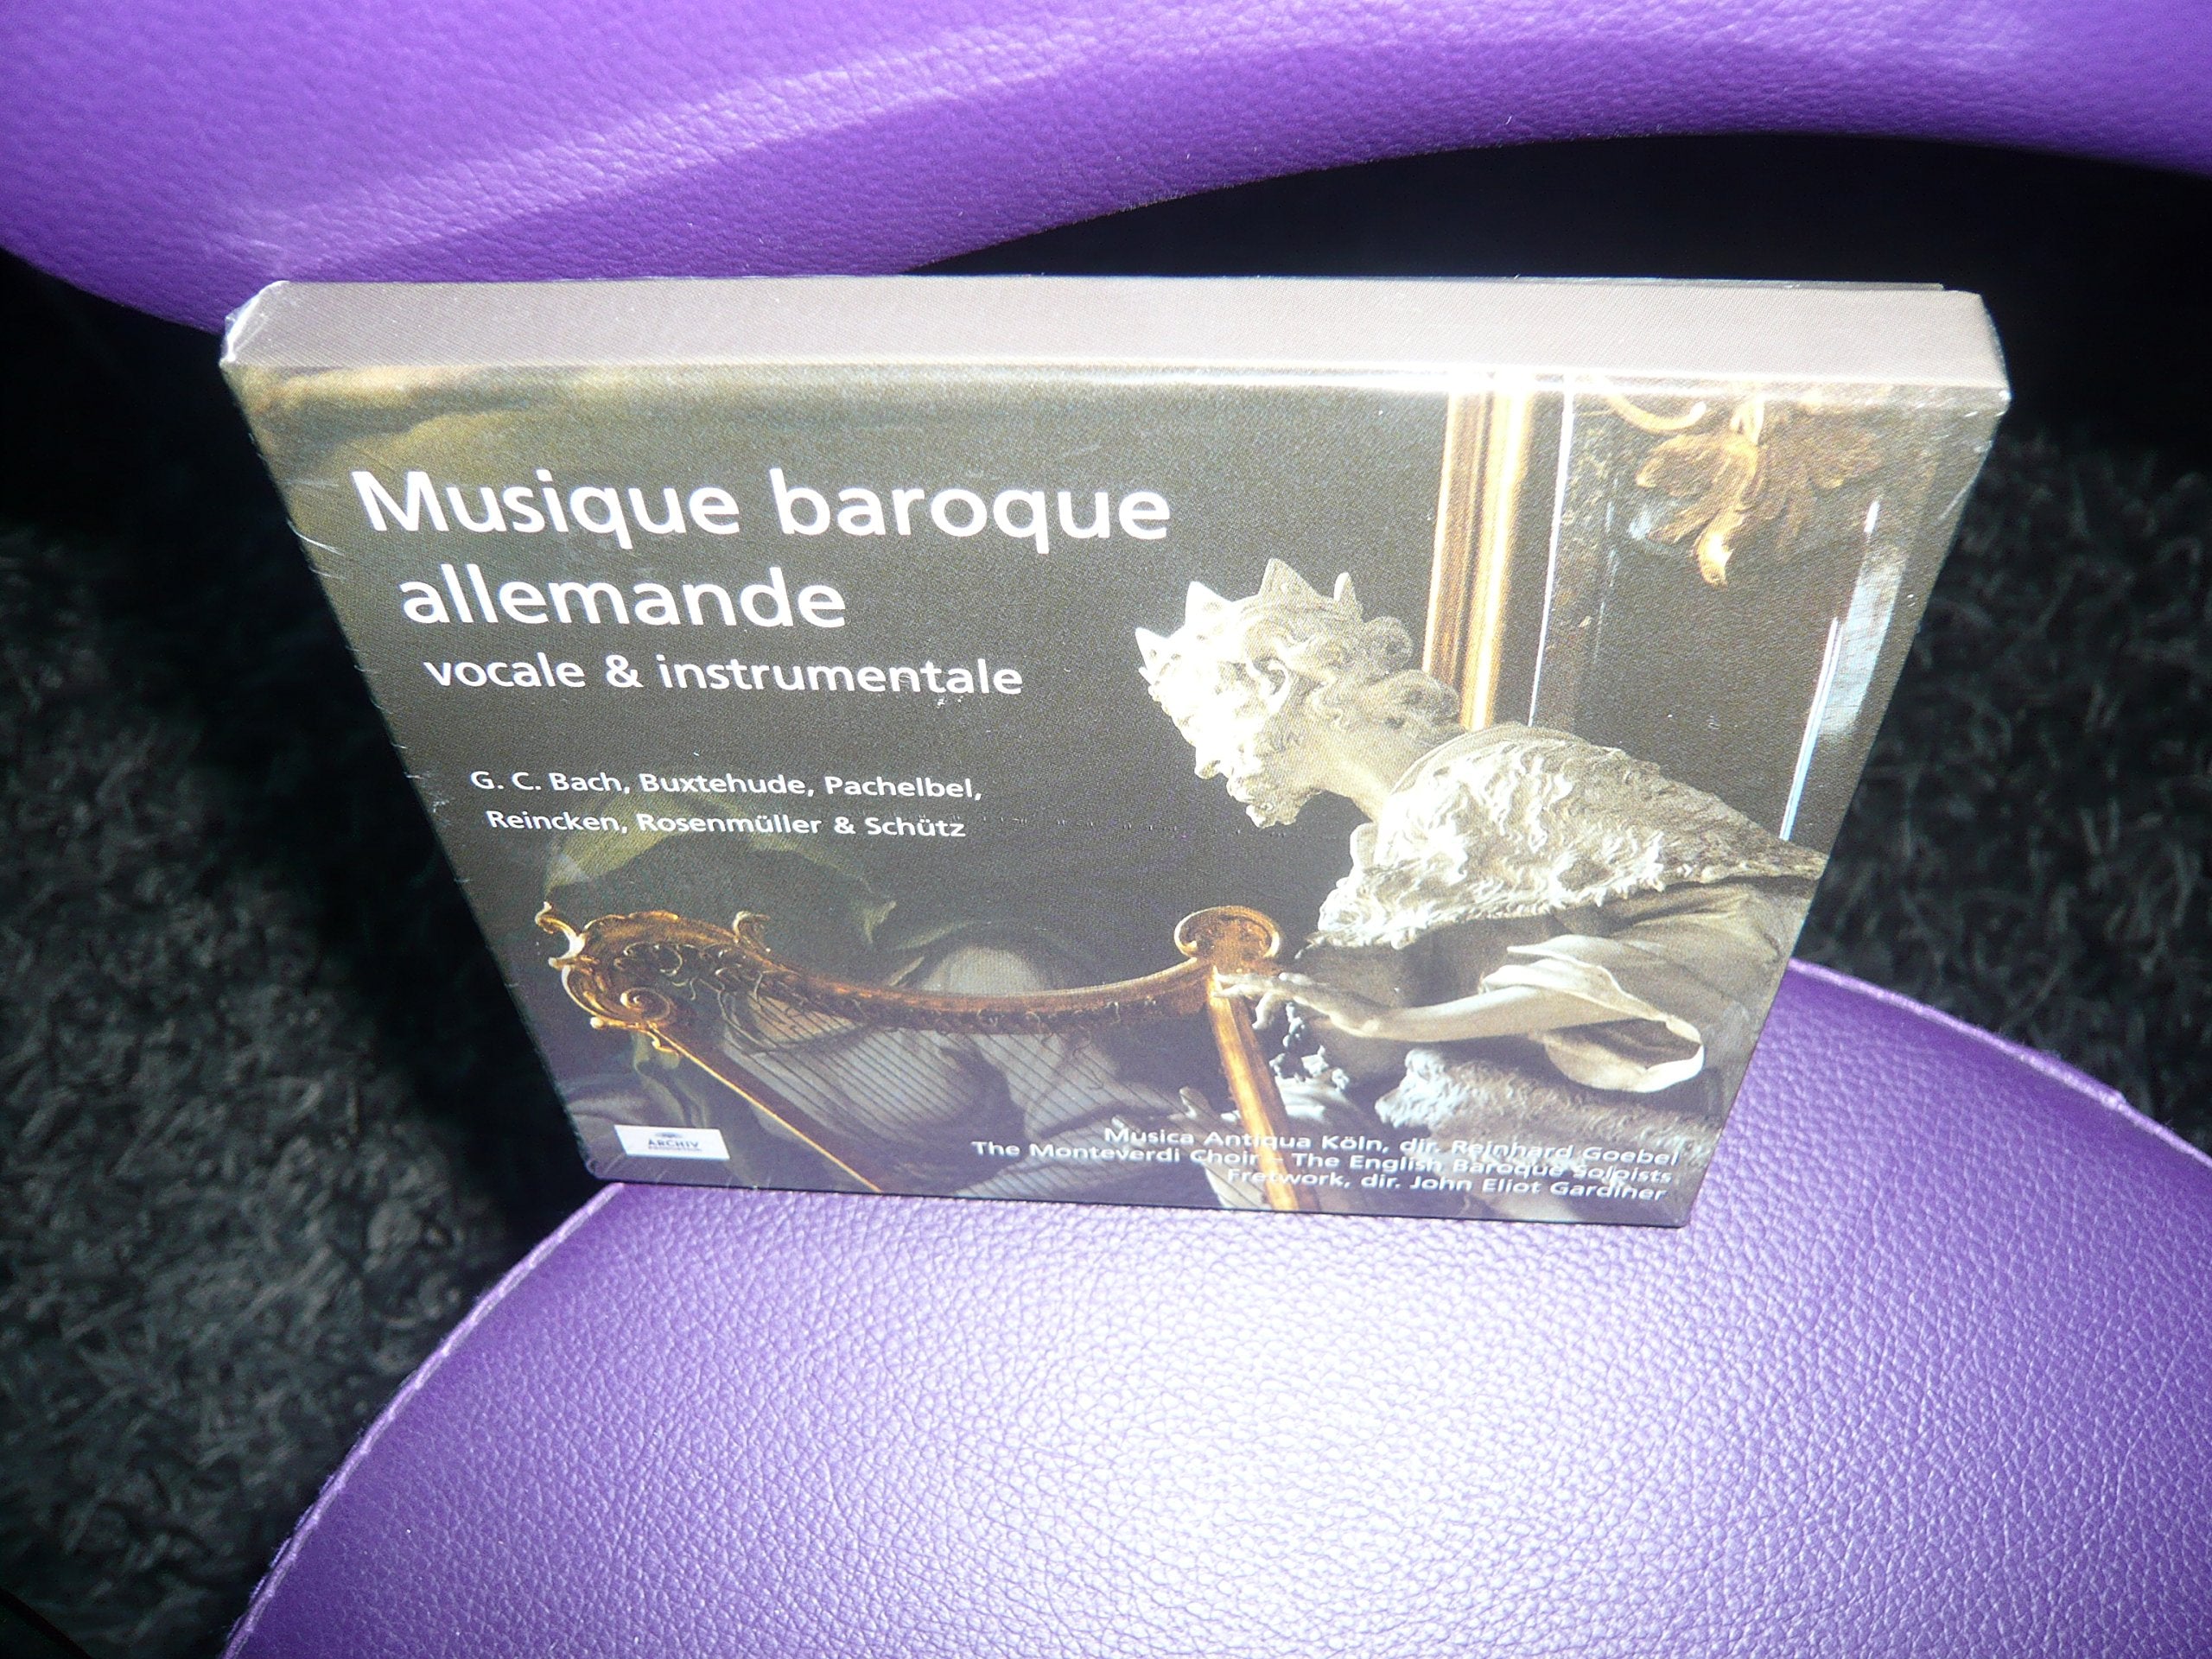 Musique baroque
allemande
vocale & instrumentale
G. C. Bach, Buxtehude, Pachelbel,
Reincken, Rosenmüller & Schütz
ARCHIV
Musica Antiqua Köln, dir. Reinhard Goebel
The Monteverdi Choir - The English Baroque Soloists
Fretwork, dir. John Eliot Gardiner